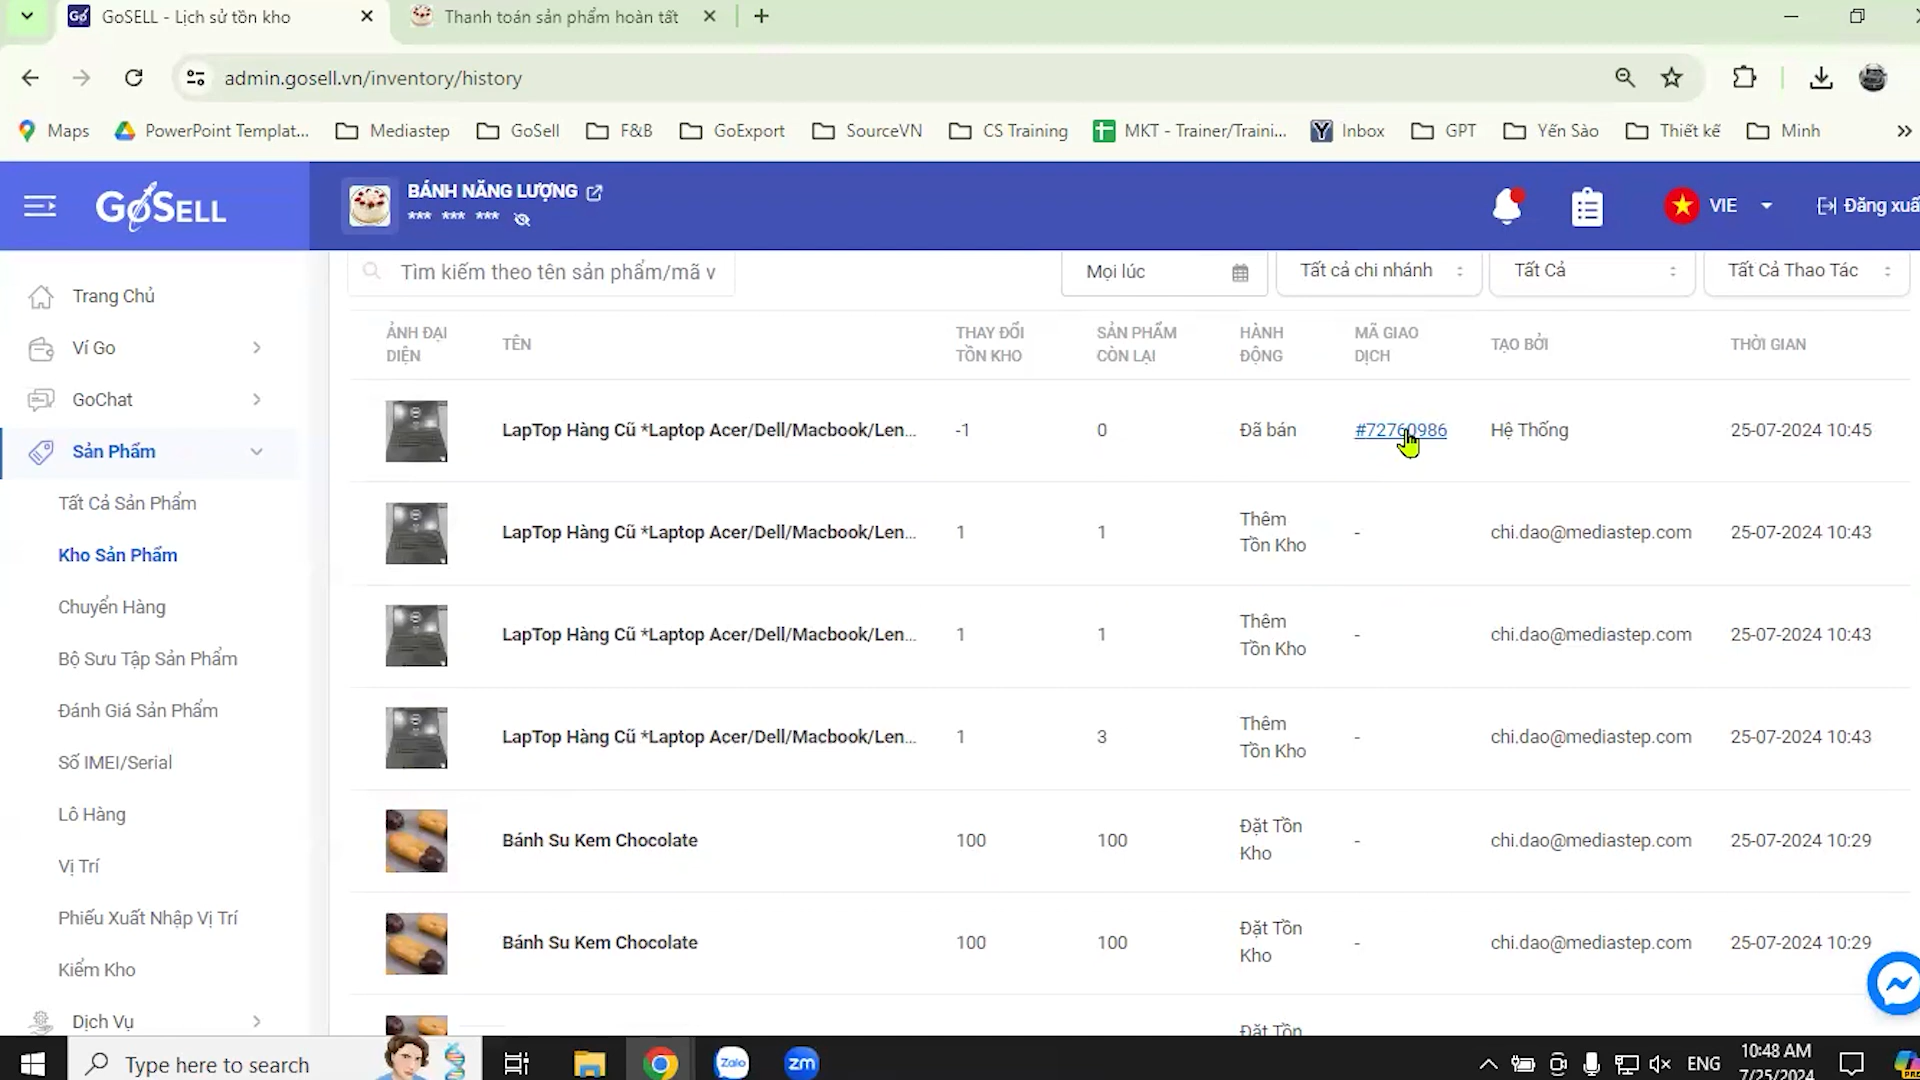 GoSELL - Lịch sử tồn kho
Thanh toán sản phẩm hoàn tất
admin.gosell.vn/inventory/history
Maps
PowerPoint Templat...
Mediastep
GoSell
F&B
GoExport
SourceVN
CS Training
MKT - Trainer/Traini...
Inbox
GPT
Yến Sào
Thiết kế
Minh
GoSELL
BÁNH NĂNG LƯỢNG
*** *** ***
VIE
Đăng xuấ
Trang Chủ
Ví Go
GoChat
Sản Phẩm
Tất Cả Sản Phẩm
Kho Sản Phẩm
Chuyển Hàng
Bộ Sưu Tập Sản Phẩm
Đánh Giá Sản Phẩm
Số IMEI/Serial
Lô Hàng
Vị Trí
Phiếu Xuất Nhập Vị Trí
Kiểm Kho
Dịch Vụ
Tìm kiếm theo tên sản phẩm/mã v
Mọi lúc
Tất cả chi nhánh
Tất Cả
Tất Cả Thao Tác
ẢNH ĐẠI DIỆN TÊN THAY ĐỔI TỒN KHO SẢN PHẨM CÒN LẠI HÀNH ĐỘNG MÃ GIAO DỊCH TẠO BỞI THỜI GIAN
LapTop Hàng Cũ *Laptop Acer/Dell/Macbook/Len... -1 0 Đã bán #72760986 Hệ Thống 25-07-2024 10:45
LapTop Hàng Cũ *Laptop Acer/Dell/Macbook/Len... 1 1 Thêm Tồn Kho - chi.dao@mediastep.com 25-07-2024 10:43
LapTop Hàng Cũ *Laptop Acer/Dell/Macbook/Len... 1 1 Thêm Tồn Kho - chi.dao@mediastep.com 25-07-2024 10:43
LapTop Hàng Cũ *Laptop Acer/Dell/Macbook/Len... 1 3 Thêm Tồn Kho - chi.dao@mediastep.com 25-07-2024 10:43
Bánh Su Kem Chocolate 100 100 Đặt Tồn Kho - chi.dao@mediastep.com 25-07-2024 10:29
Bánh Su Kem Chocolate 100 100 Đặt Tồn Kho - chi.dao@mediastep.com 25-07-2024 10:29
Đặt Tồn
Type here to search
Zalo
zm
ENG
10:48 AM
7/25/2024